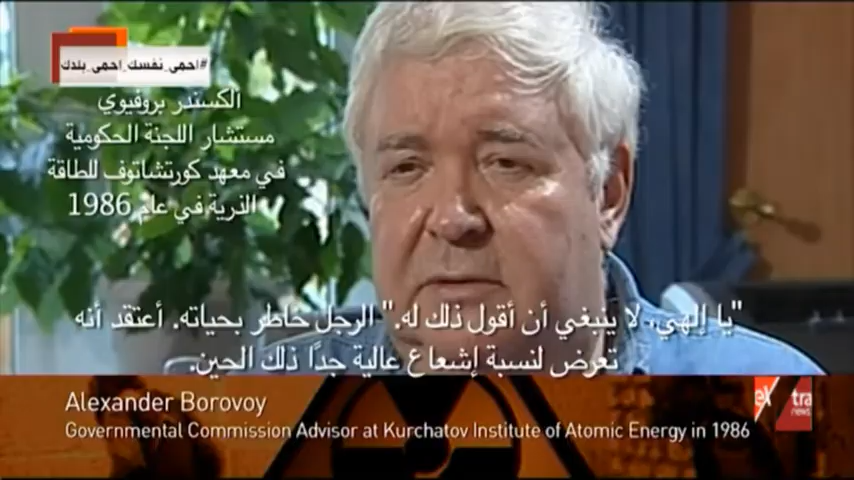 #احمى_نفسك_احمى_بلدك
الكسندر بروفيوي
مستشار اللجنة الحكومية
في معهد كورتشاتوف للطاقة
الذرية في عام 1986
"يا إلهي، لا ينبغي أن أقول ذلك له." الرجل خاطر بحياته. أعتقد أنه
تعرض لنسبة إشعاع عالية جدًا ذلك الحين.
Alexander Borovoy
Governmental Commission Advisor at Kurchatov Institute of Atomic Energy in 1986
eXtra
news